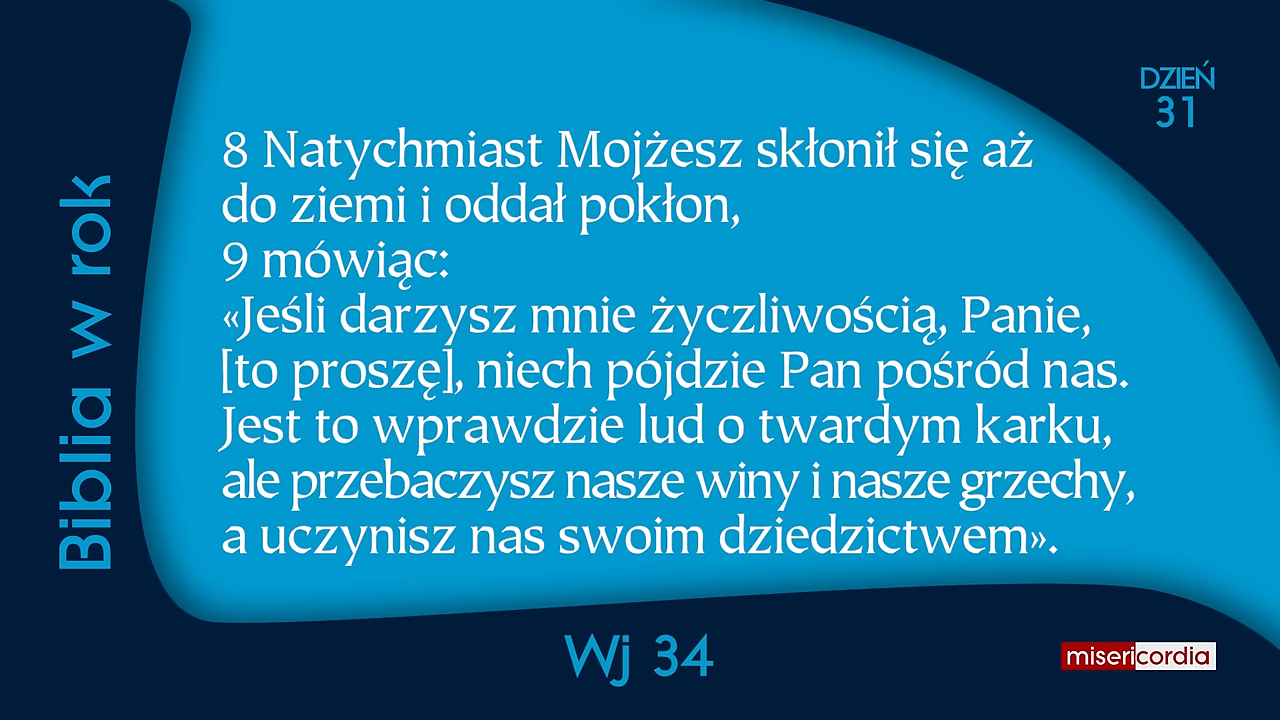 DZIEŃ
31
Biblia w rok
8 Natychmiast Mojżesz skłonił się aż
do ziemi i oddał pokłon,
9 mówiąc:
«Jeśli darzysz mnie życzliwością, Panie,
[to proszę], niech pójdzie Pan pośród nas.
Jest to wprawdzie lud o twardym karku,
ale przebaczysz nasze winy i nasze grzechy,
a uczynisz nas swoim dziedzictwem».
Wj 34
misericordia